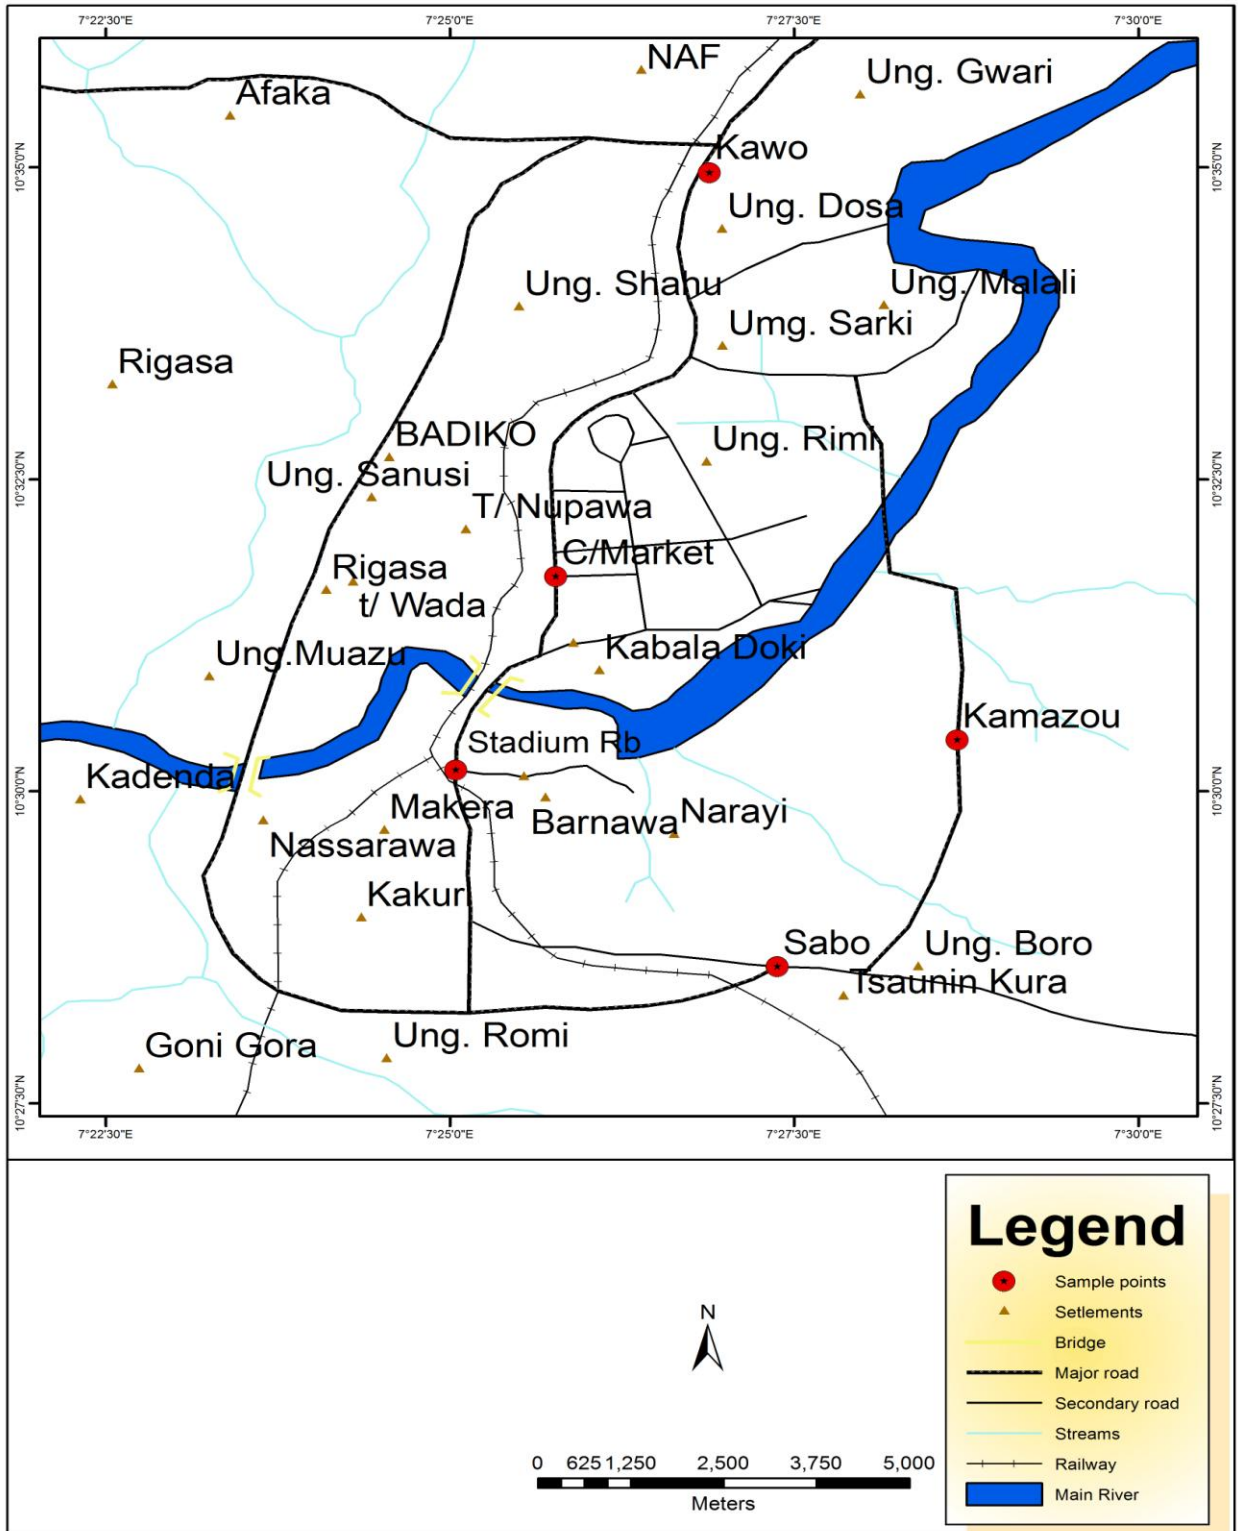 7°22'30"E 7°25'0"E 7°27'30"E 7°30'0"E
NAF
Ung. Gwari
Afaka
10°35'0"N
10°35'0"N
Kawo
Ung. Dosa
Ung. Shahu
Ung. Malali
Umg. Sarki
Rigasa
BADIKO
Ung. Rimi
Ung. Sanusi
10°32'30"N
10°32'30"N
T/ Nupawa
C/Market
Rigasa
t/ Wada
Ung.Muazu
Kabala Doki
Kamazou
Stadium Rb
Kadenda
10°30'0"N
10°30'0"N
Makera
Barnawa
Narayi
Nassarawa
Kakuri
Sabo
Ung. Boro
Tsaunin Kura
Ung. Romi
Goni Gora
10°27'30"N
10°27'30"N
7°22'30"E 7°25'0"E 7°27'30"E 7°30'0"E
Legend
Sample points
Setlements
Bridge
Major road
Secondary road
Streams
Railway
Main River
N
0 625 1,250 2,500 3,750 5,000
Meters